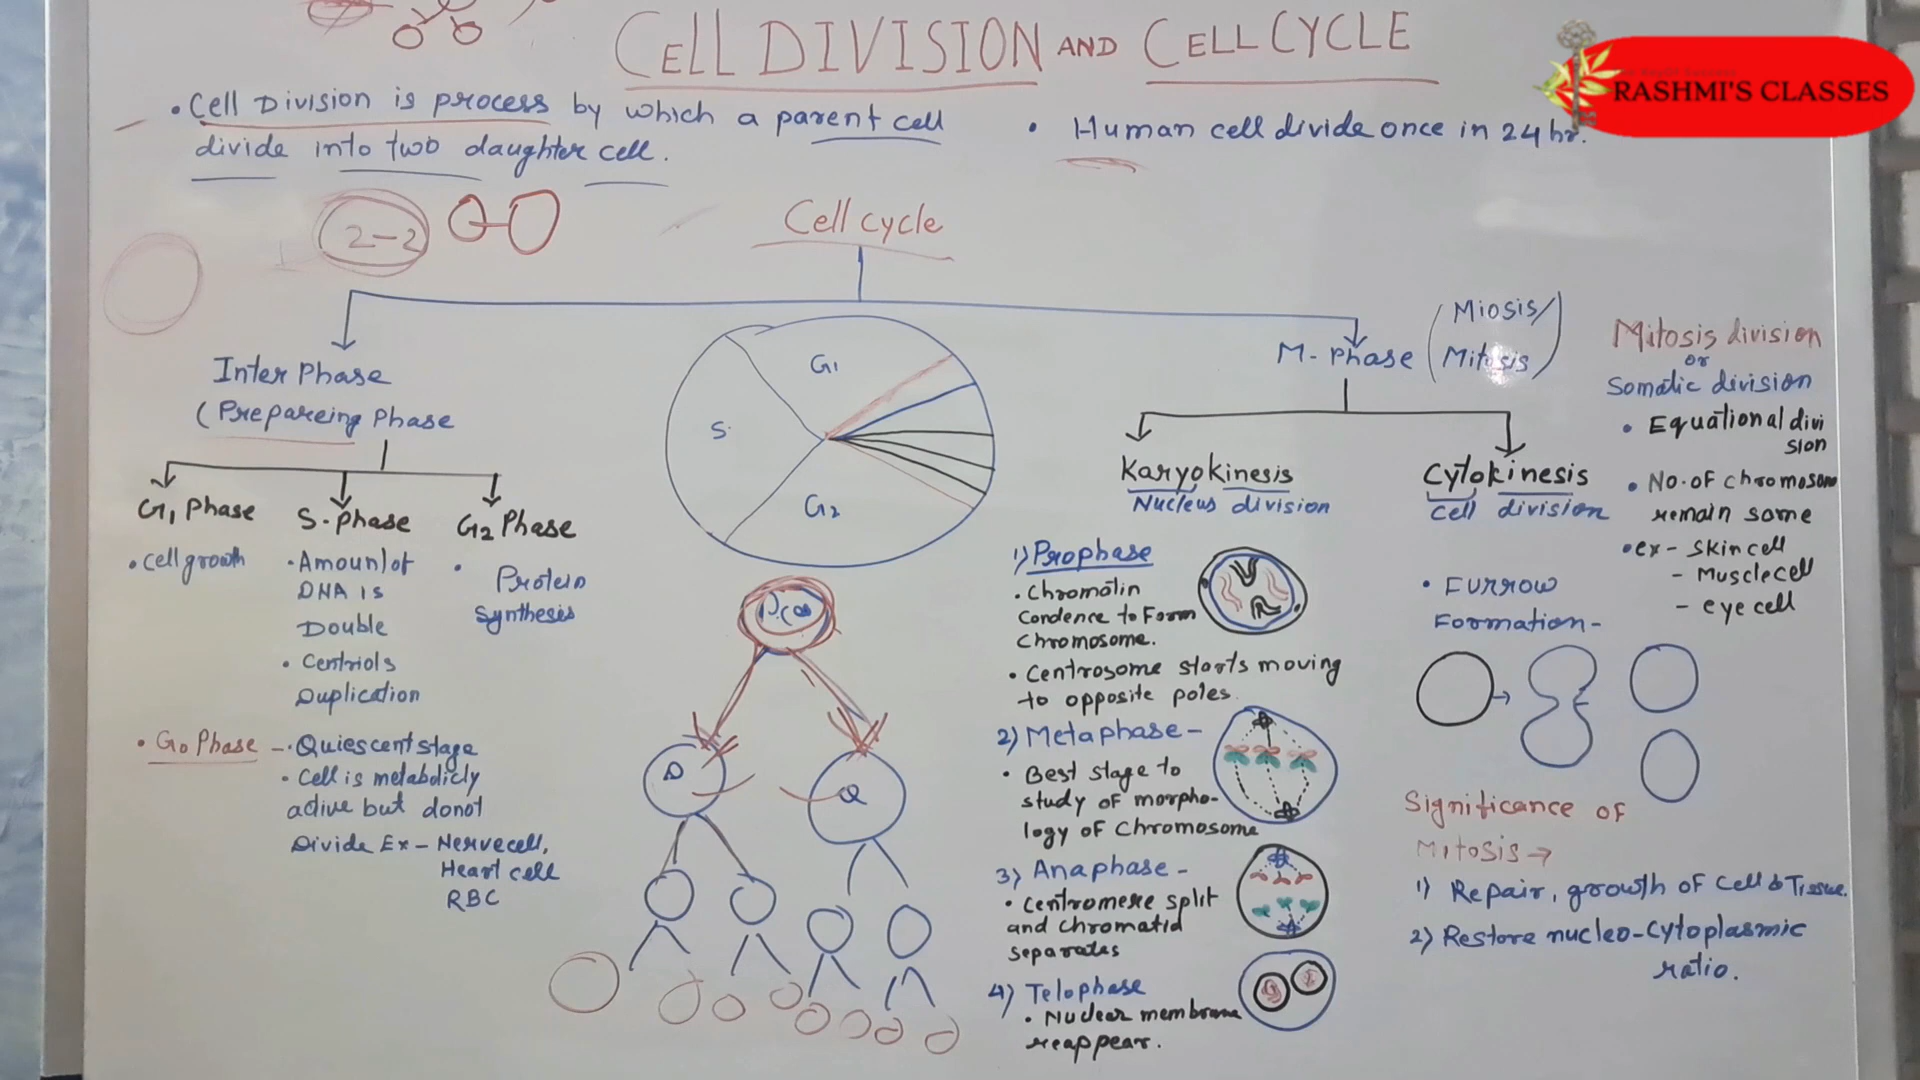 CELL DIVISION AND CELL CYCLE
RASHMI'S CLASSES
• Cell Division is process by which a parent cell
divide into two daughter cell.
• Human cell divide once in 24 hr.
2-2
Cell cycle
Inter Phase
(Prepareing Phase
G1 Phase
• Cell growth
S-Phase
• Amount of
DNA is
Double
• Centriols
Duplication
G2 Phase
• Protein
Synthesis
• G0 Phase - • Quiescent stage
• Cell is metabolicly
active but donot
Divide Ex - Nerve cell,
Heart cell
RBC
G1
S
G2
D
M-Phase (Miosis/
Mitosis)
Karyokinesis
Nucleus division
1) Prophase
• Chromatin
Condence to Form
Chromosome.
• Centrosome starts moving
to opposite poles.
2) Metaphase -
• Best stage to
study of morpho-
logy of Chromosome
3) Anaphase -
• Centromere split
and Chromatid
separates
4) Telophase
• Nuclear membrane
reappear.
Cytokinesis
Cell division
• Furrow
Formation -
Mitosis division
or
Somatic division
• Equational divi
sion
• No. of chromosom
remain some
• ex - Skin cell
- Muscle cell
- eye cell
Significance of
Mitosis →
1) Repair, growth of cell & Tissue.
2) Restore nucleo-cytoplasmic
ratio.